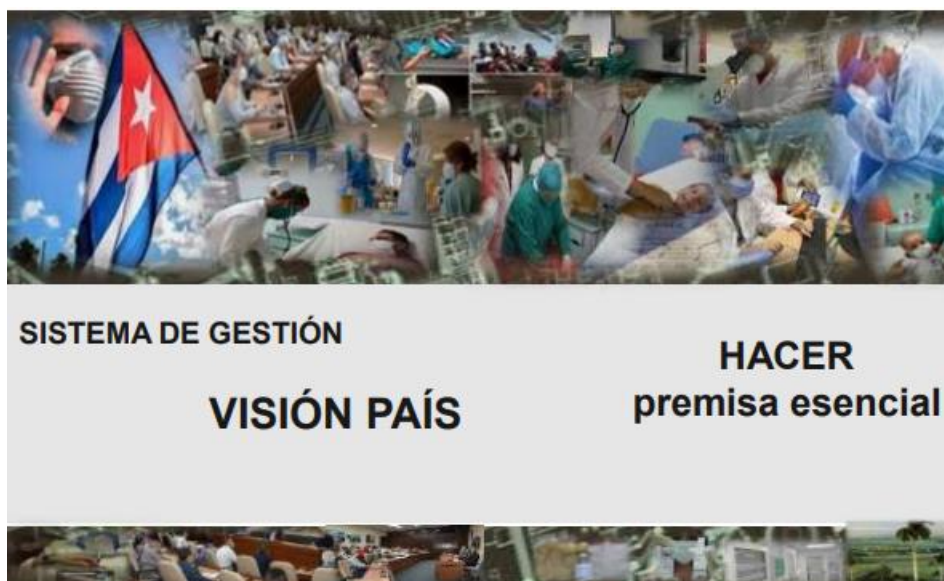 SISTEMA DE GESTIÓN
VISIÓN PAÍS
HACER
premisa esencial